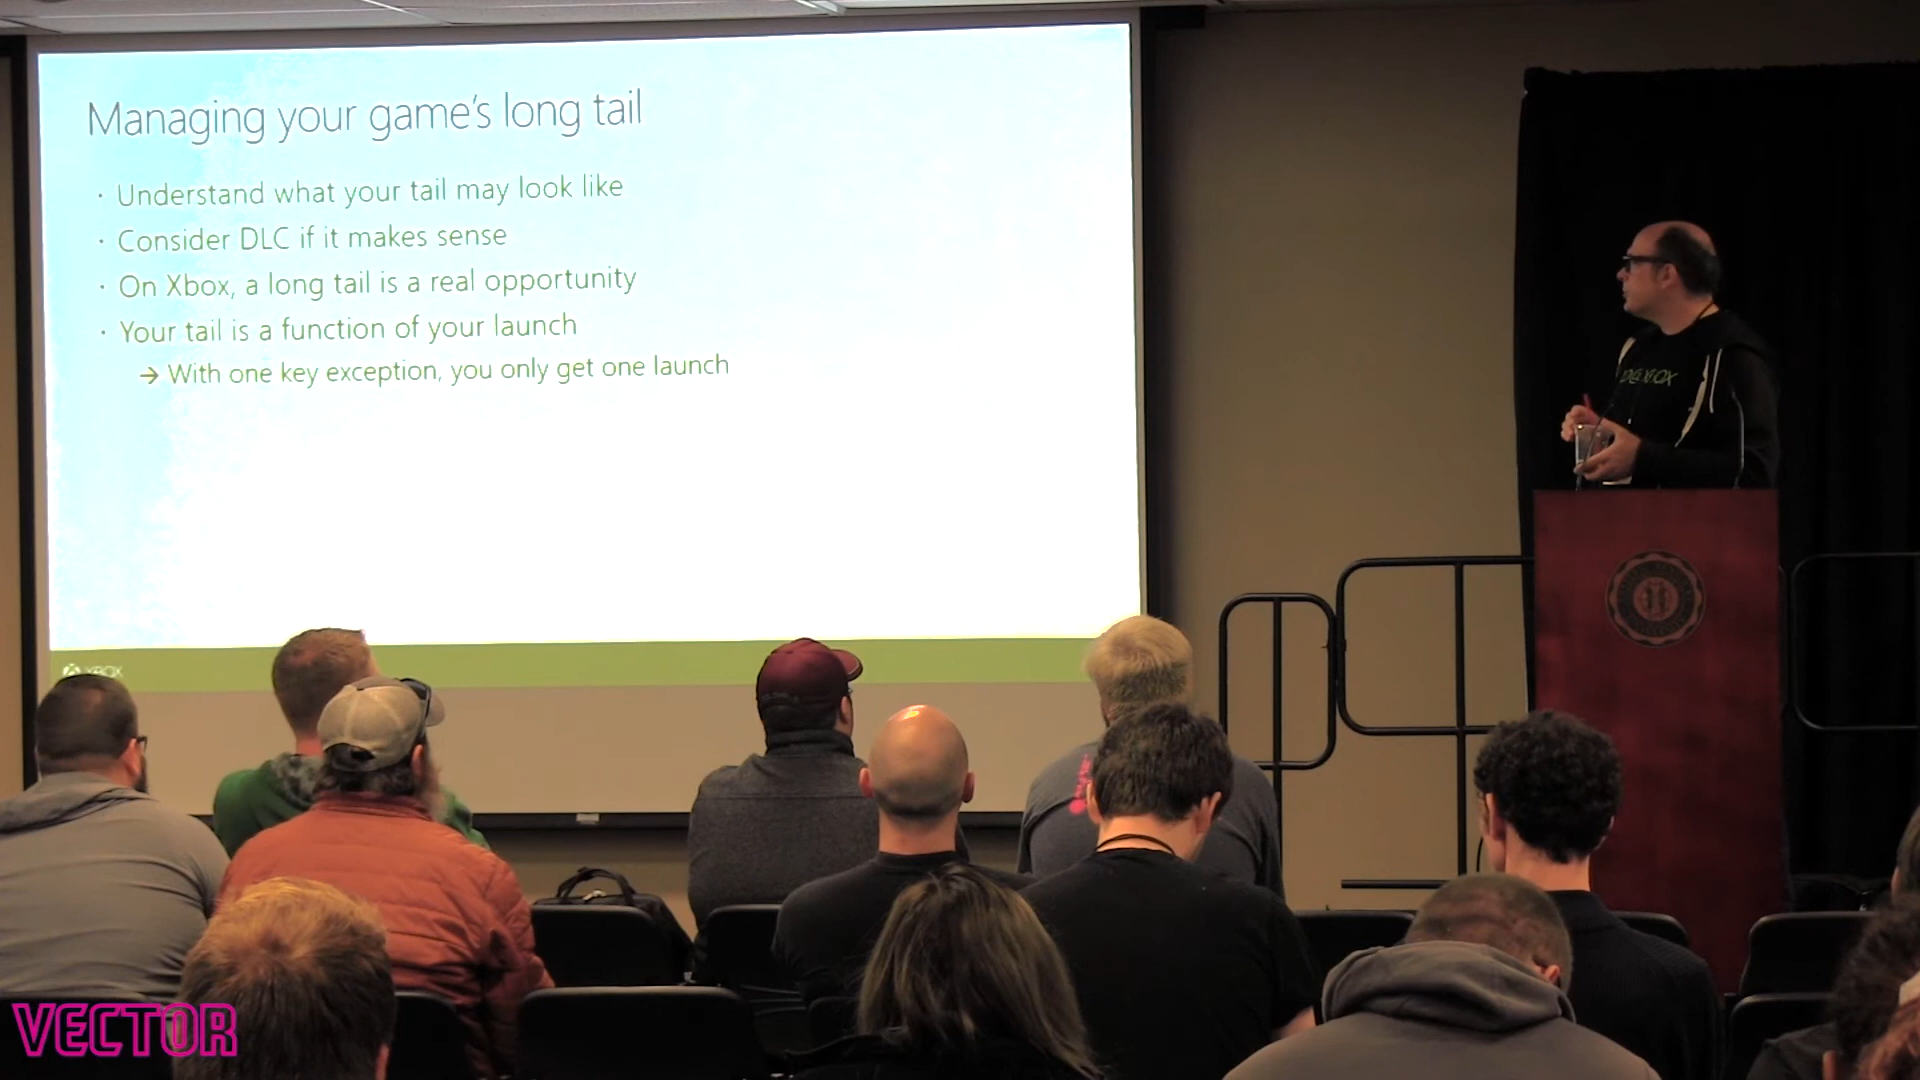 Managing your game's long tail
· Understand what your tail may look like
· Consider DLC if it makes sense
· On Xbox, a long tail is a real opportunity
· Your tail is a function of your launch
→ With one key exception, you only get one launch
XBOX
VECTOR